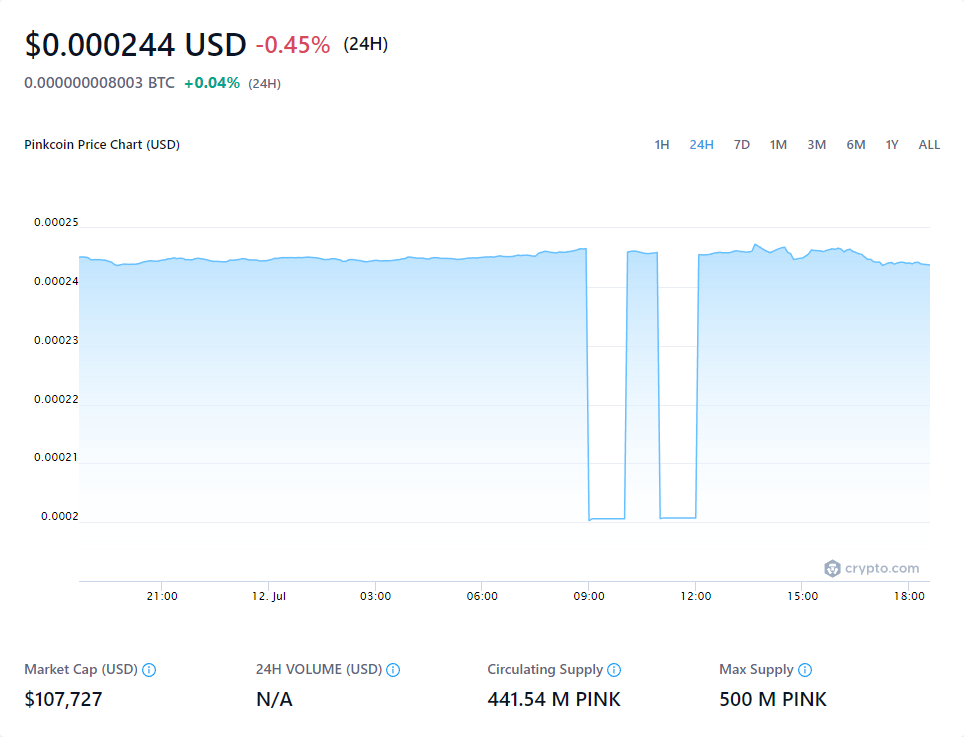 $0.000244 USD -0.45% (24H)
0.000000008003 BTC +0.04% (24H)
Pinkcoin Price Chart (USD) 1H 24H 7D 1M 3M 6M 1Y ALL
0.00025
0.00024
0.00023
0.00022
0.00021
0.0002
crypto.com
21:00 12. Jul 03:00 06:00 09:00 12:00 15:00 18:00
Market Cap (USD) 24H VOLUME (USD) Circulating Supply Max Supply
$107,727 N/A 441.54 M PINK 500 M PINK